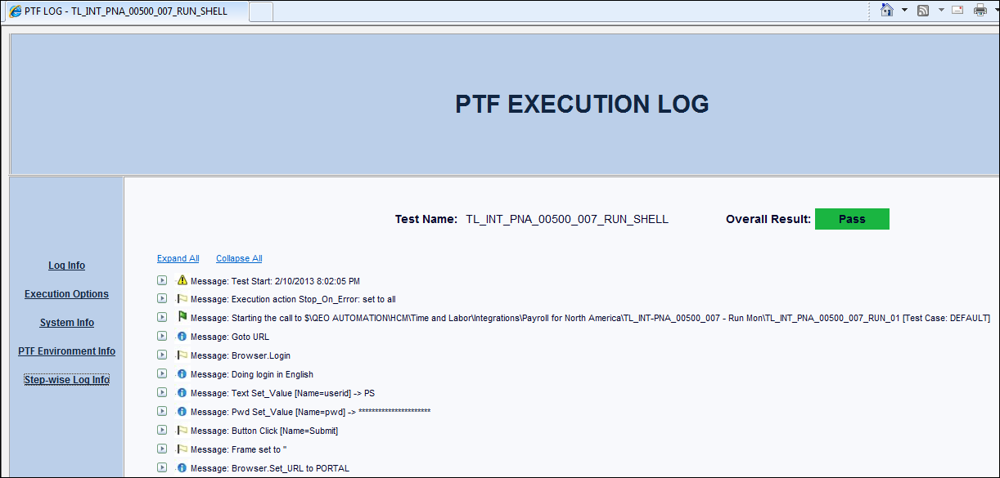 PTF LOG - TL_INT_PNA_00500_007_RUN_SHELL
PTF EXECUTION LOG
Test Name: TL_INT_PNA_00500_007_RUN_SHELL Overall Result: Pass
Log Info
Execution Options
System Info
PTF Environment Info
Step-wise Log Info
Expand All Collapse All
Message: Test Start: 2/10/2013 8:02:05 PM
Message: Execution action Stop_On_Error: set to all
Message: Starting the call to $\QEO AUTOMATION\HCM\Time and Labor\Integrations\Payroll for North America\TL_INT-PNA_00500_007 - Run Mon\TL_INT_PNA_00500_007_RUN_01 [Test Case: DEFAULT]
Message: Goto URL
Message: Browser.Login
Message: Doing login in English
Message: Text Set_Value [Name=userid] -> PS
Message: Pwd Set_Value [Name=pwd] -> **********************
Message: Button Click [Name=Submit]
Message: Frame set to ''
Message: Browser.Set_URL to PORTAL